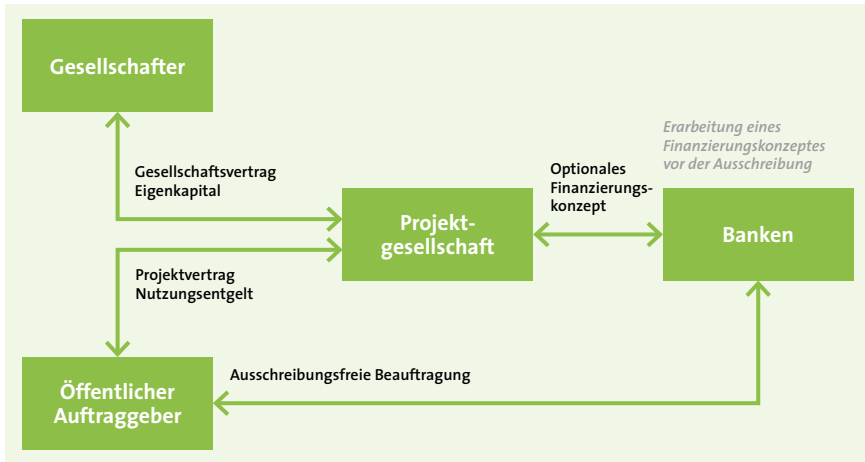 Gesellschafter
Erarbeitung eines
Finanzierungskonzeptes
vor der Ausschreibung
Gesellschaftsvertrag
Eigenkapital
Optionales
Finanzierungs-
konzept
Projekt-
gesellschaft
Banken
Projektvertrag
Nutzungsentgelt
Ausschreibungsfreie Beauftragung
Öffentlicher
Auftraggeber